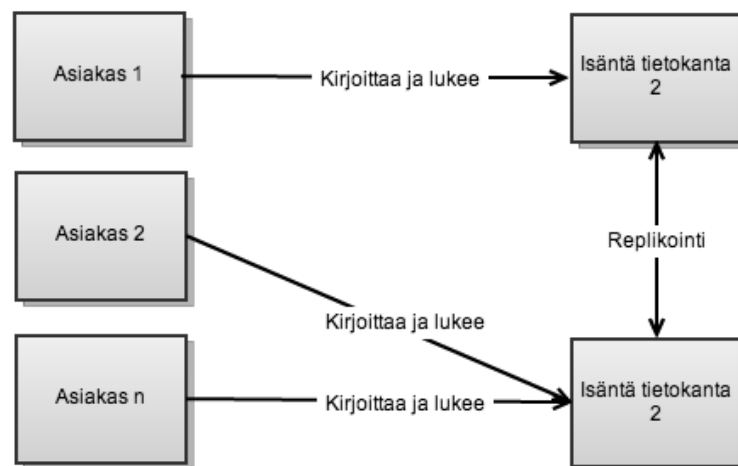 Asiakas 1
Kirjoittaa ja lukee
Isäntä tietokanta
2
Asiakas 2
Replikointi
Kirjoittaa ja lukee
Asiakas n
Kirjoittaa ja lukee
Isäntä tietokanta
2